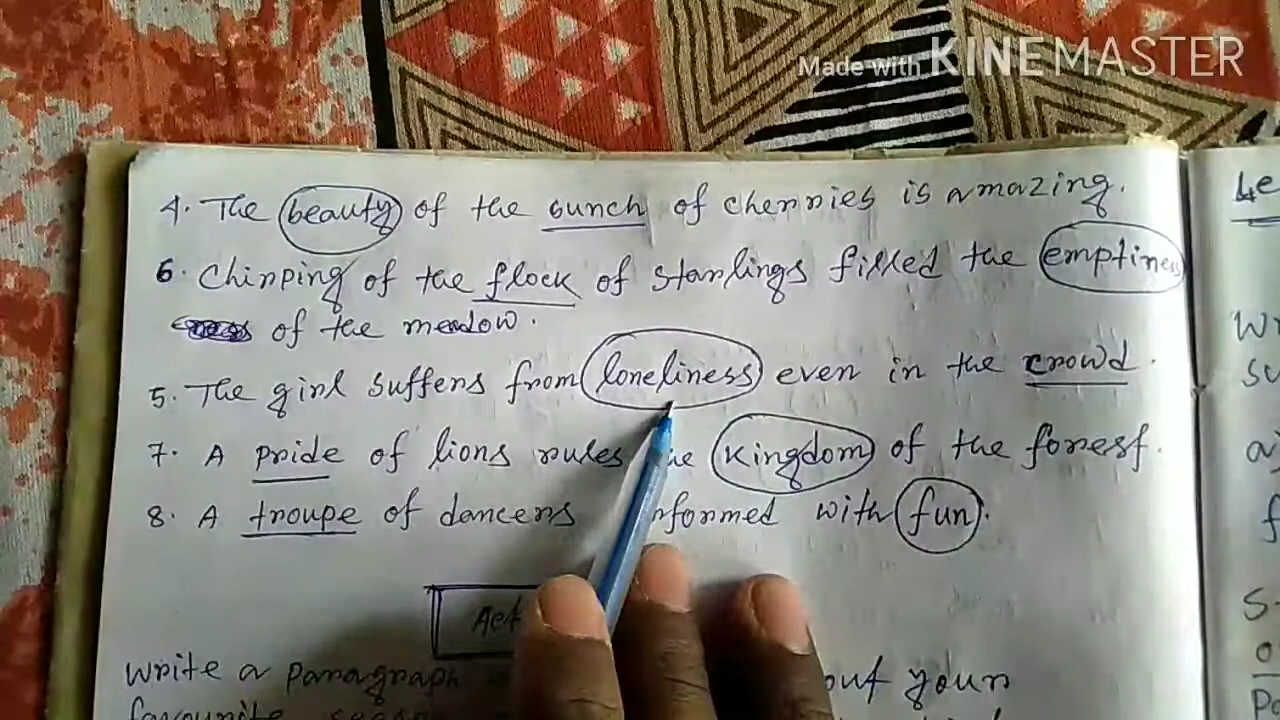 Made with KINEMASTER
4. The beauty of the bunch of cherries is amazing.
6. Chirping of the flock of starlings filled the emptiness
of the meadow.
5. The girl suffers from loneliness even in the crowd.
7. A pride of lions rules the kingdom of the forest.
8. A troupe of dancers with fun.
Write a paragraph your
favourite
Le